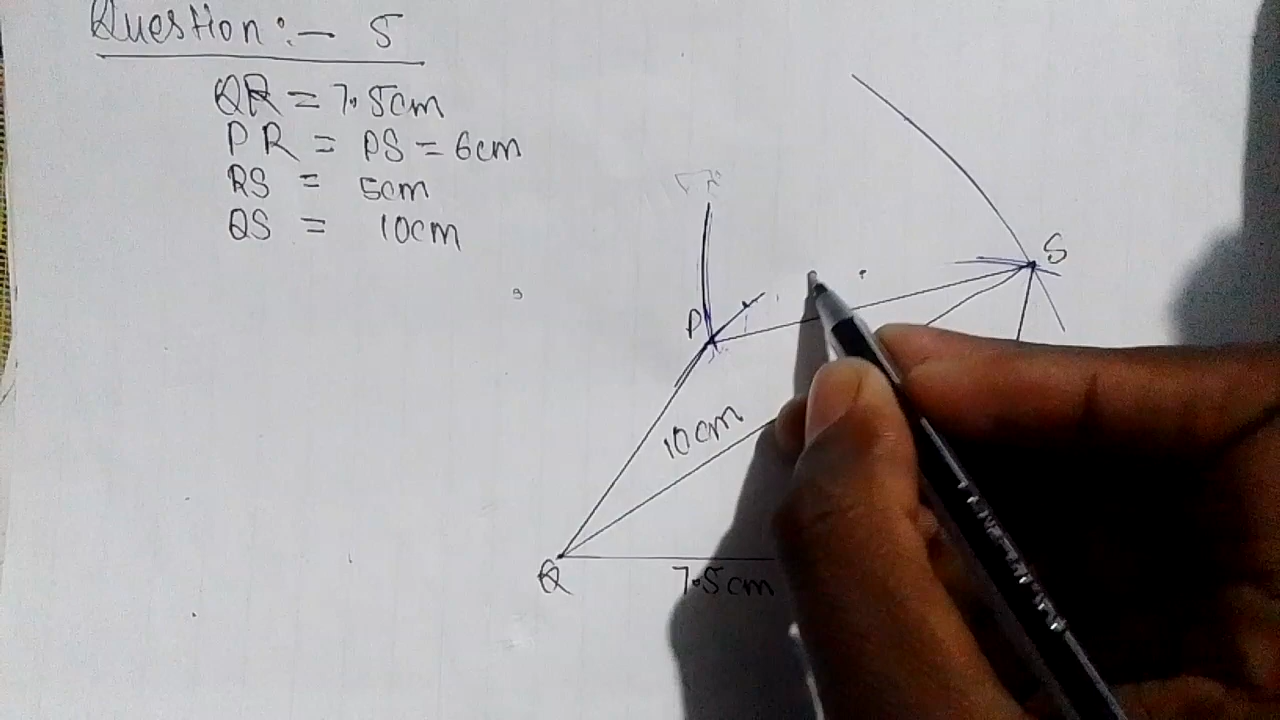 Question :- 5
QR = 7.5cm
PR = PS = 6cm
RS = 5cm
QS = 10cm
S
P
10cm
Q
7.5cm